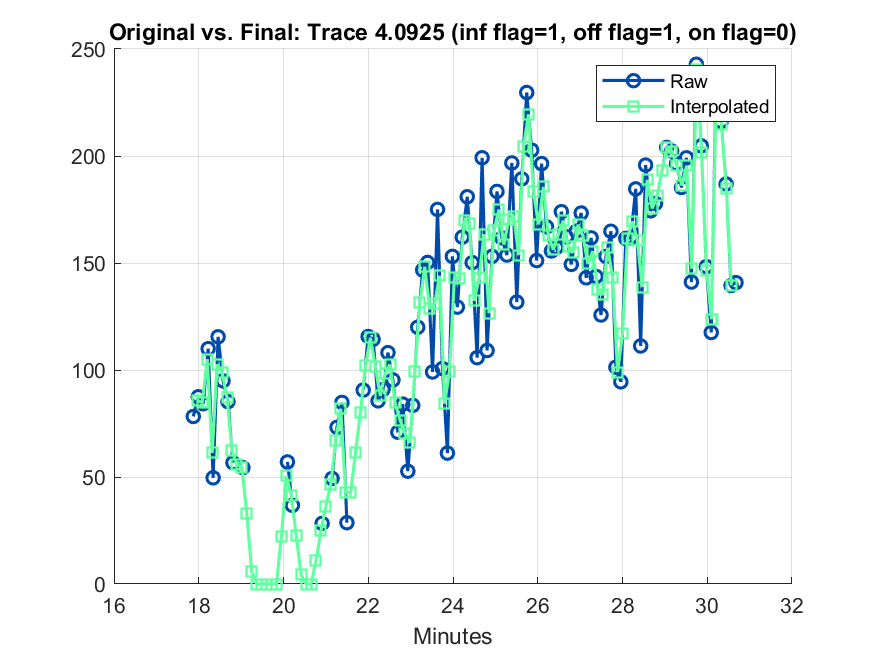 Original vs. Final: Trace 4.0925 (inf flag=1, off flag=1, on flag=0)
250
200
150
100
50
0
Raw
Interpolated
16 18 20 22 24 26 28 30 32
Minutes